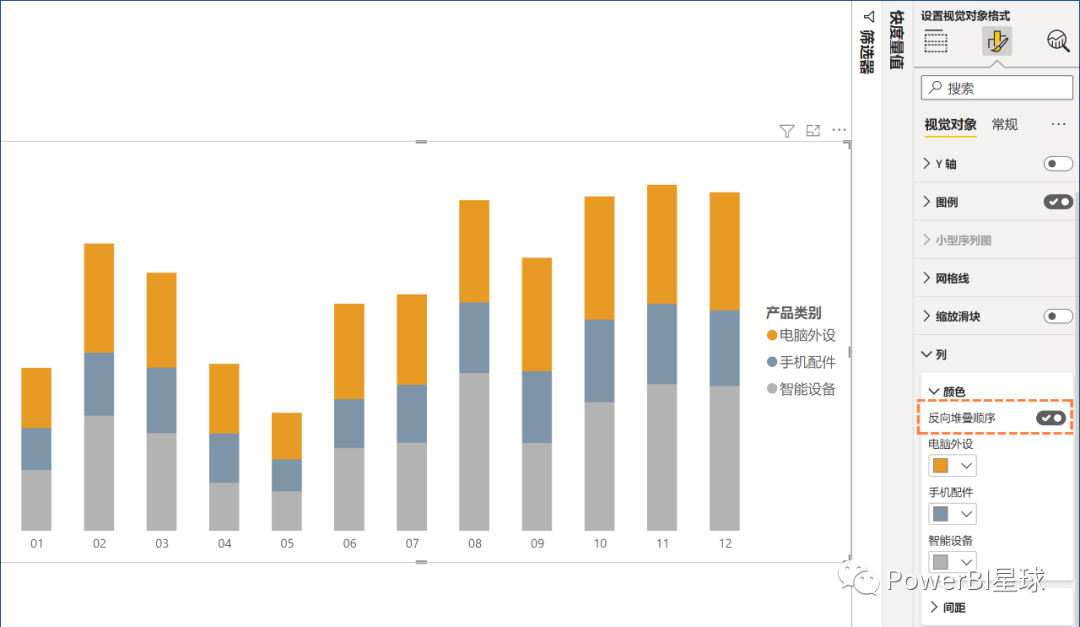 产品类别
电脑外设
手机配件
智能设备
01 02 03 04 05 06 07 08 09 10 11 12
筛选器
快度量值
设置视觉对象格式
搜索
视觉对象 常规
Y 轴
图例
小型序列图
网格线
缩放滑块
列
颜色
反向堆叠顺序
电脑外设
手机配件
智能设备
间距
PowerBI星球